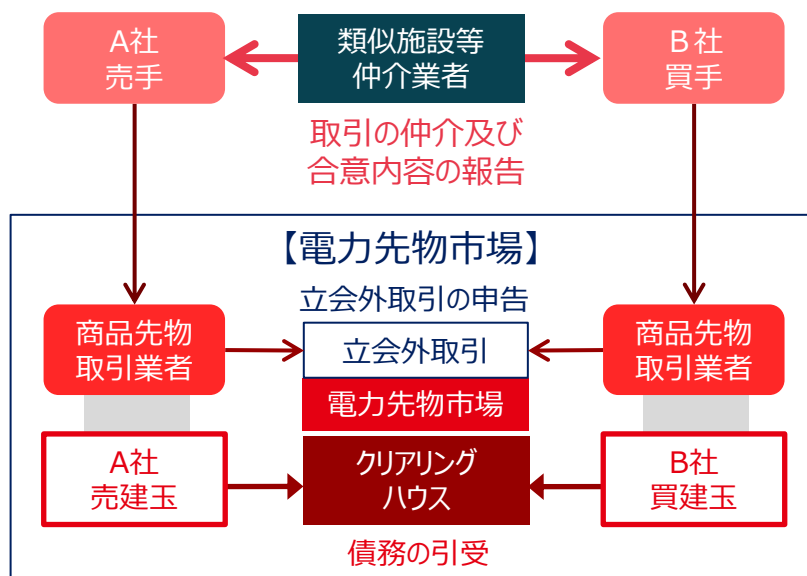 A社
売手
類似施設等
仲介業者
B社
買手
取引の仲介及び
合意内容の報告
【電力先物市場】
立会外取引の申告
商品先物
取引業者
立会外取引
商品先物
取引業者
電力先物市場
A社
売建玉
クリアリング
ハウス
B社
買建玉
債務の引受